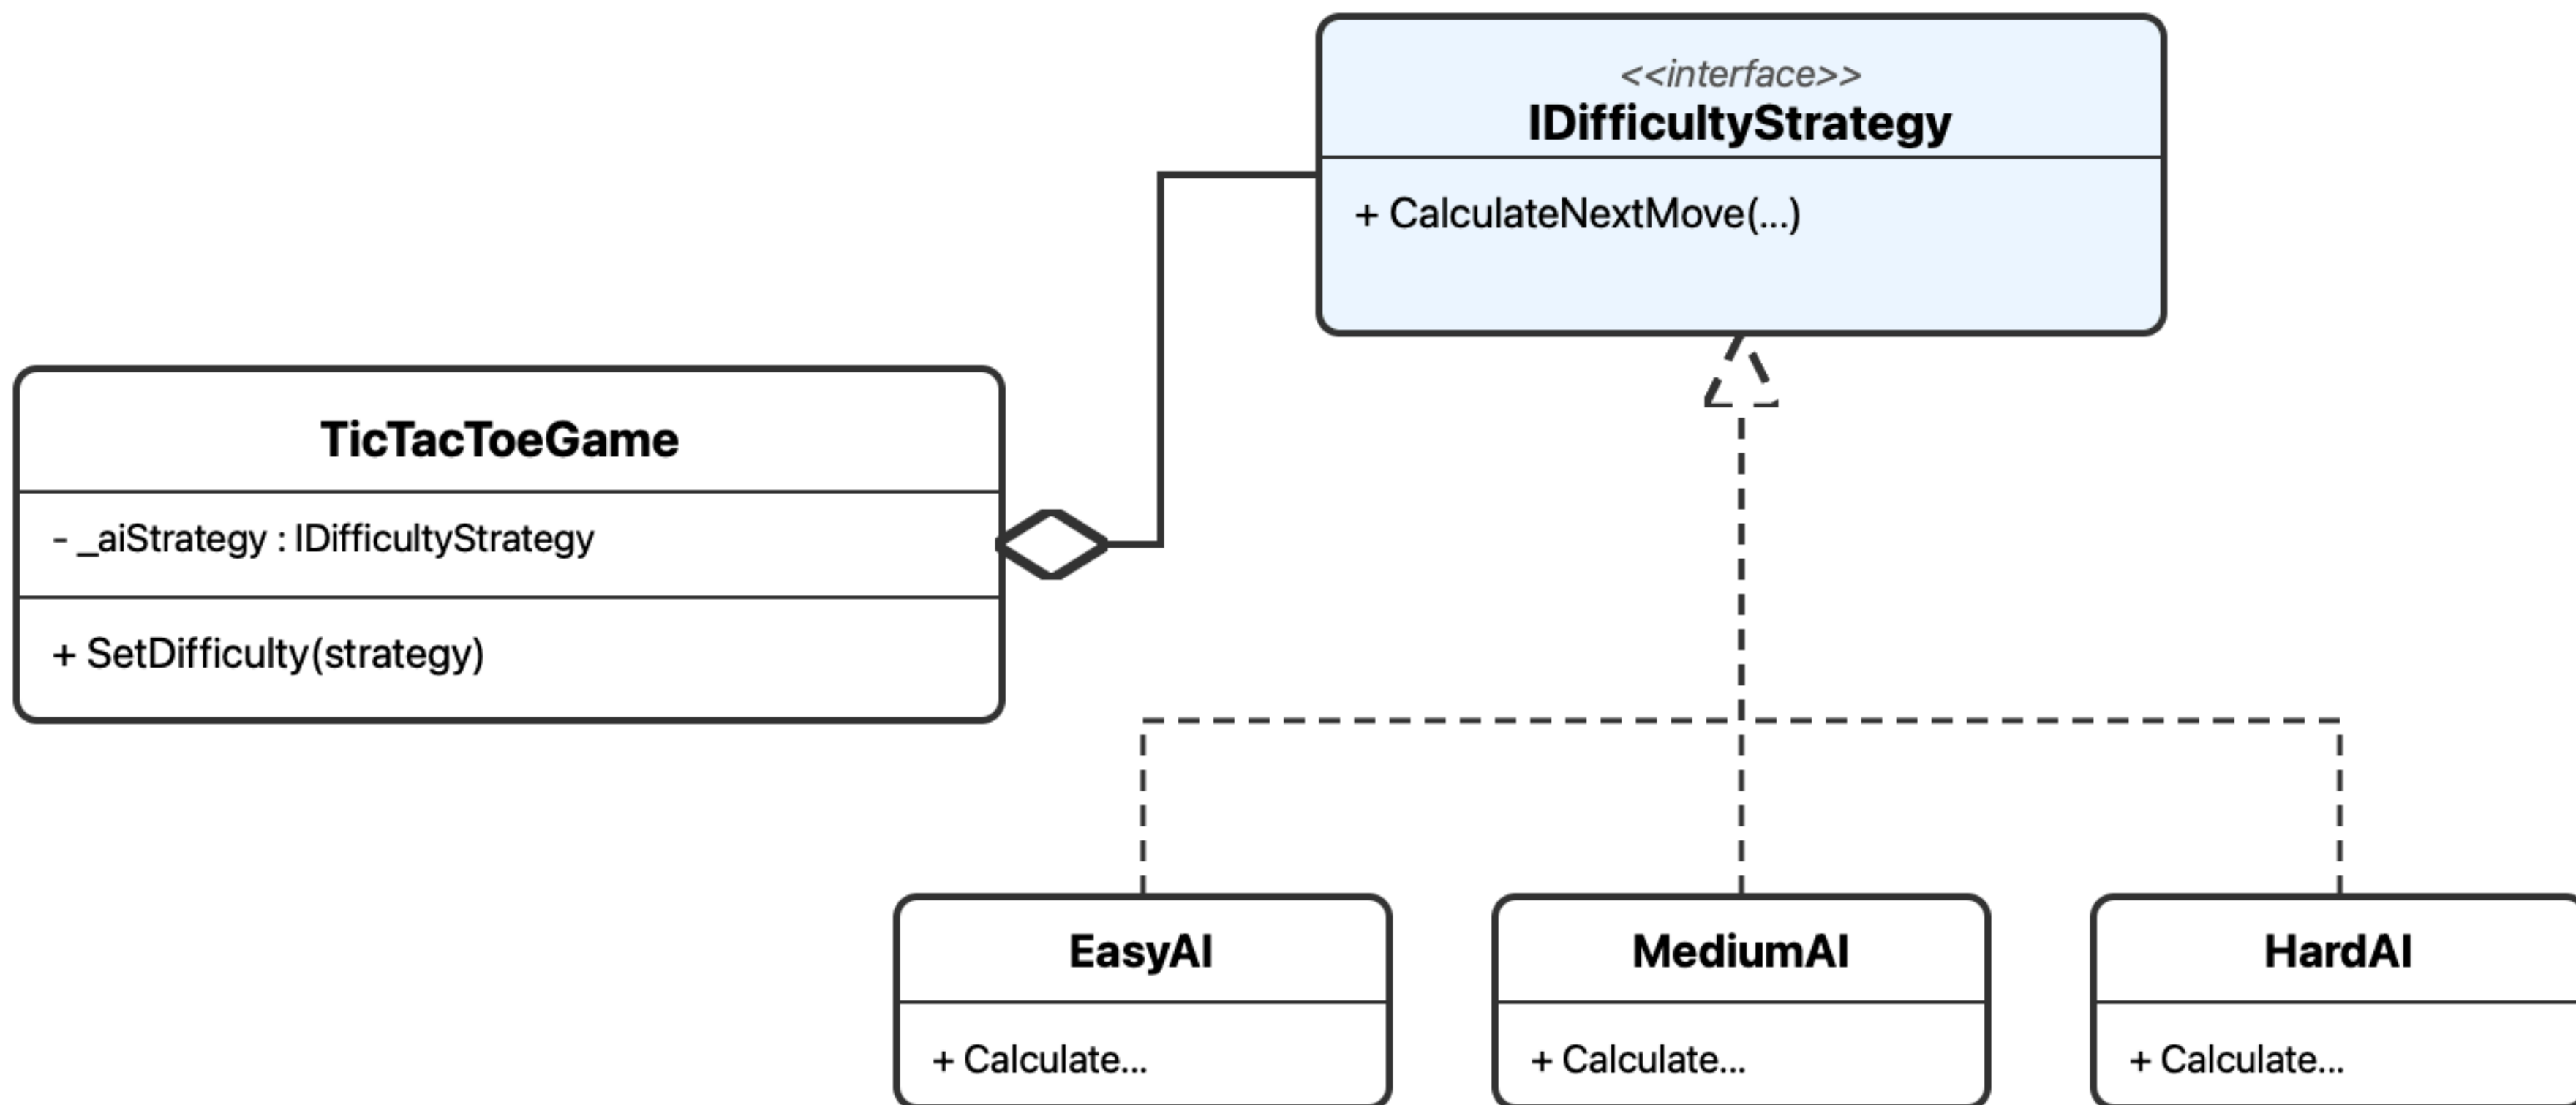 <<interface>>
IDifficultyStrategy
+ CalculateNextMove(...)
TicTacToeGame
- _aiStrategy : IDifficultyStrategy
+ SetDifficulty(strategy)
EasyAI
+ Calculate...
MediumAI
+ Calculate...
HardAI
+ Calculate...